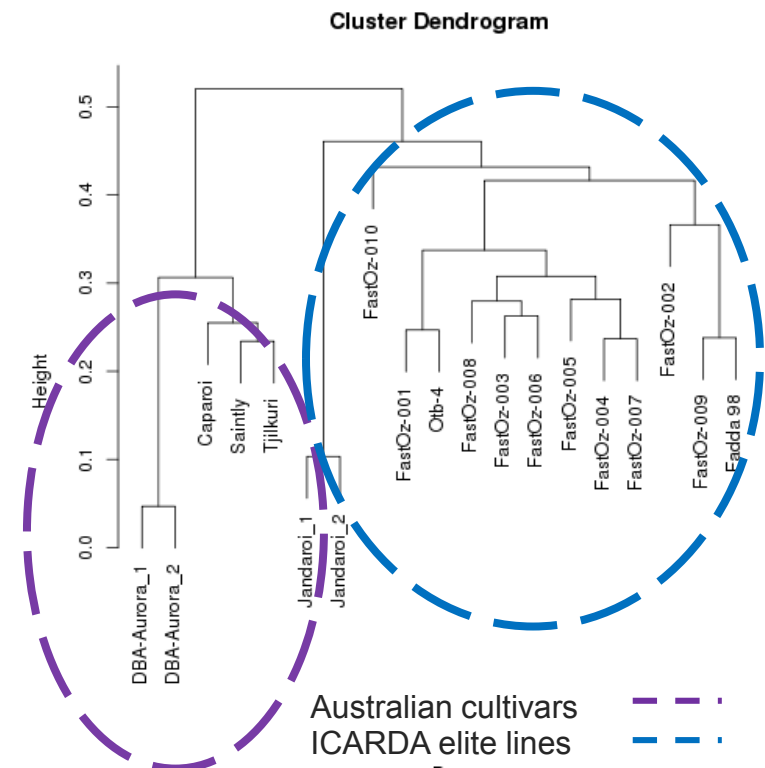 Cluster Dendrogram
Height
0.5
0.4
0.3
0.2
0.1
0.0
DBA-Aurora_1
DBA-Aurora_2
Caparoi
Saintly
Tjilkuri
Jandaroi_1
Jandaroi_2
FastOz-010
FastOz-001
Otb-4
FastOz-008
FastOz-003
FastOz-006
FastOz-005
FastOz-004
FastOz-007
FastOz-002
FastOz-009
Fadda 98
Australian cultivars
ICARDA elite lines